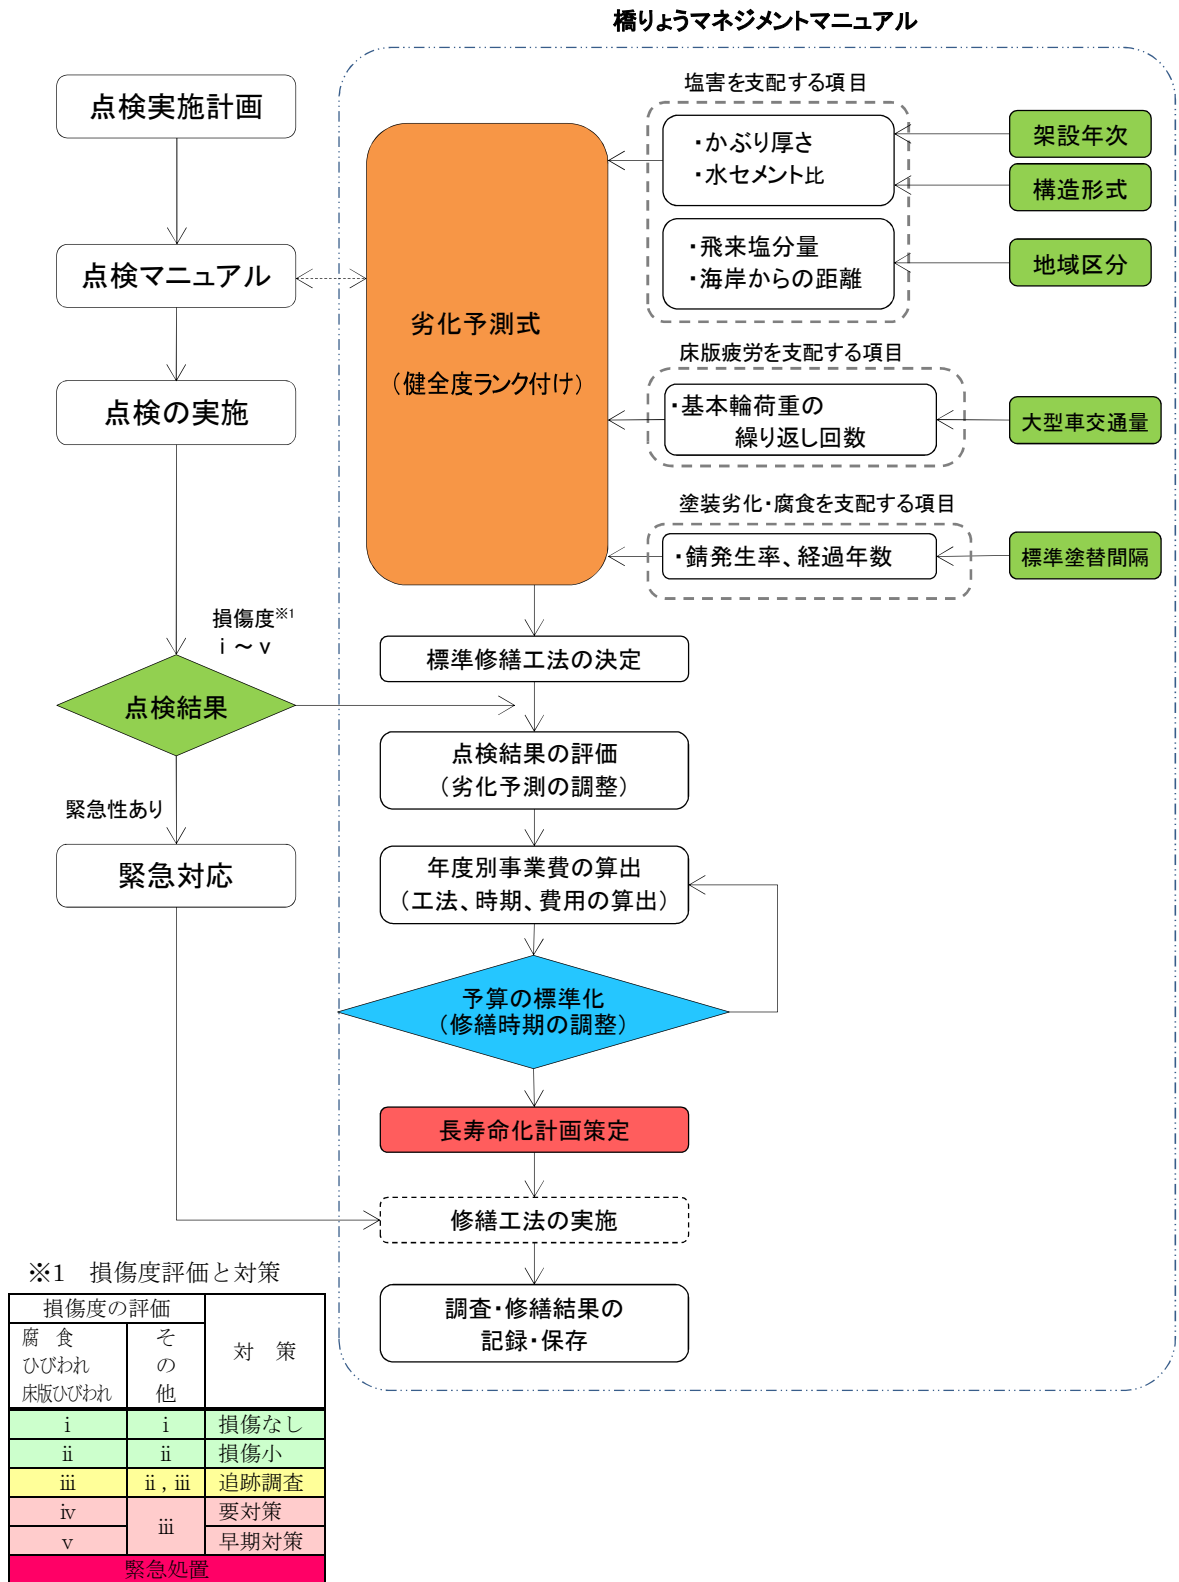 橋りょうマネジメントマニュアル
点検実施計画
点検マニュアル
点検の実施
損傷度※1
ⅰ～ⅴ
点検結果
緊急性あり
緊急対応
劣化予測式
（健全度ランク付け）
塩害を支配する項目
・かぶり厚さ
・水セメント比
・飛来塩分量
・海岸からの距離
架設年次
構造形式
地域区分
床版疲労を支配する項目
・基本輪荷重の
繰り返し回数
大型車交通量
塗装劣化・腐食を支配する項目
・錆発生率、経過年数
標準塗替間隔
標準修繕工法の決定
点検結果の評価
（劣化予測の調整）
年度別事業費の算出
（工法、時期、費用の算出）
予算の標準化
（修繕時期の調整）
長寿命化計画策定
修繕工法の実施
調査・修繕結果の
記録・保存
※1 損傷度評価と対策
損傷度の評価
対 策
腐 食
ひびわれ
床版ひびわれ
そ
の
他
ⅰ ⅰ 損傷なし
ⅱ ⅱ 損傷小
ⅲ ⅱ , ⅲ 追跡調査
ⅳ ⅲ 要対策
ⅴ 早期対策
緊急処置